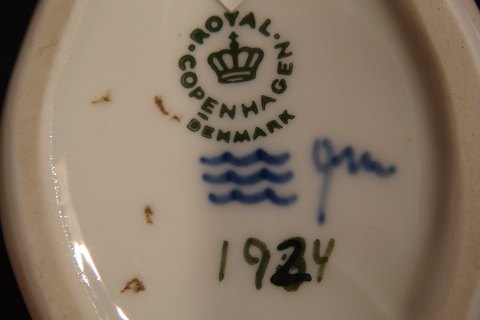 ROYAL
COPENHAGEN
DENMARK
1924